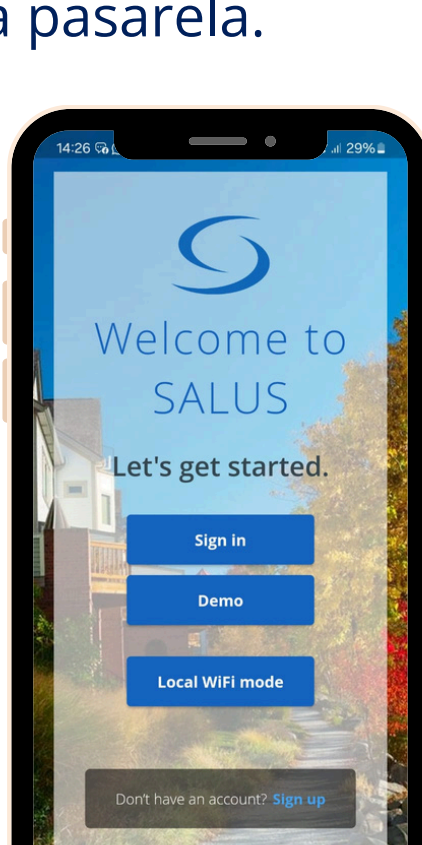 a pasarela.
14:26 29%
Welcome to
SALUS
Let's get started.
Sign in
Demo
Local WiFi mode
Don't have an account? Sign up